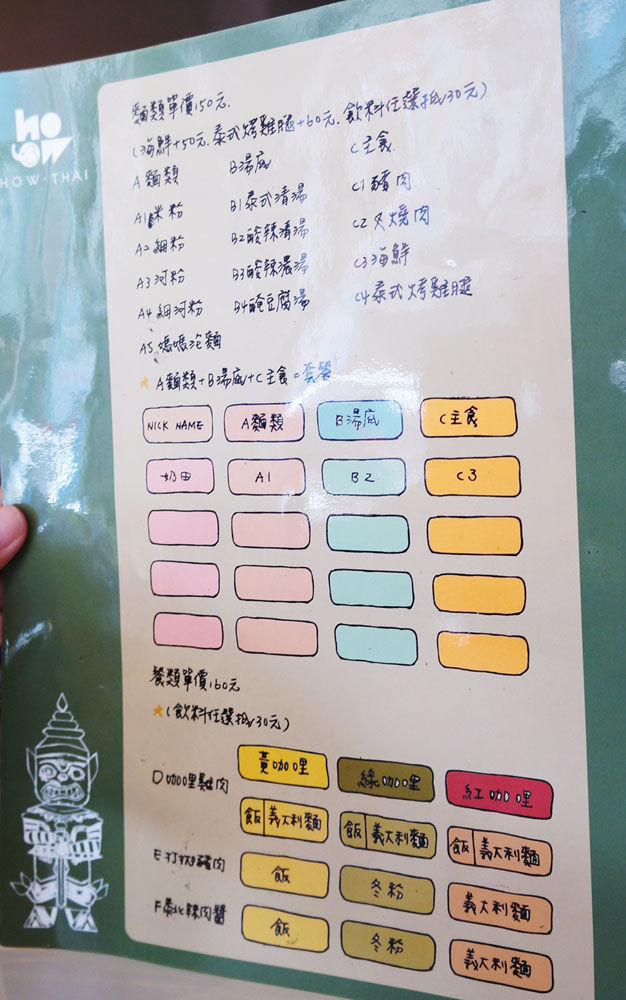 HOW
HOW-THAI
麵類單價150元.
(海鮮+50元.泰式烤雞腿+60元.飲料任選抵30元)
A麵類 B湯底 C主食
A1米粉 B1泰式清湯 C1豬肉
A2細粉 B2酸辣清湯 C2叉燒肉
A3河粉 B3酸辣濃湯 C3海鮮
A4細河粉 B4醃豆腐湯 C4泰式烤雞腿
A5媽媽泡麵
A麵類+B湯底+C主食=套餐
NICK NAME A麵類 B湯底 C主食
奶田 A1 B2 C3
餐類單價160元
(飲料任選抵30元)
D咖哩雞肉 黃咖哩 綠咖哩 紅咖哩
飯 義大利麵 飯 義大利麵 飯 義大利麵
E打拋豬肉 飯 冬粉 義大利麵
F泰北辣肉醬 飯 冬粉 義大利麵